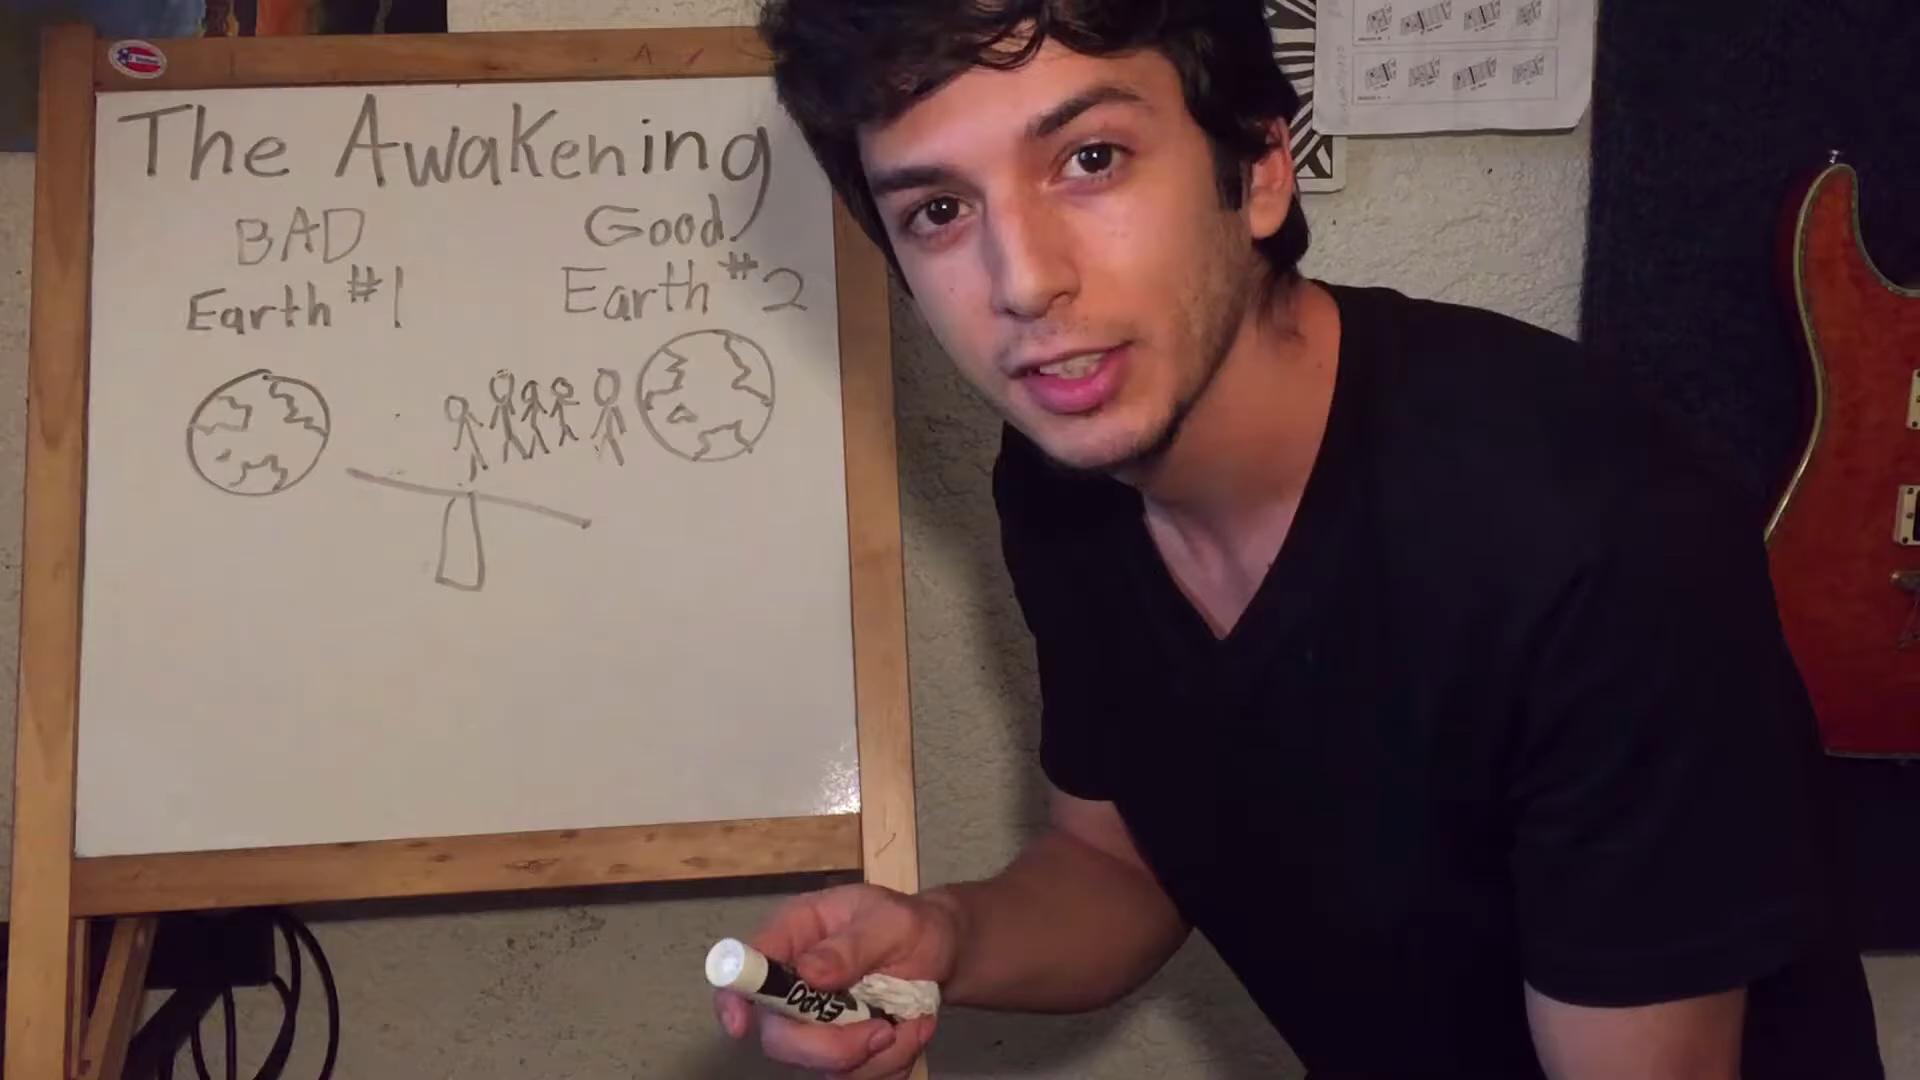 The Awakening
BAD
Good
Earth #1
Earth #2
EXPO